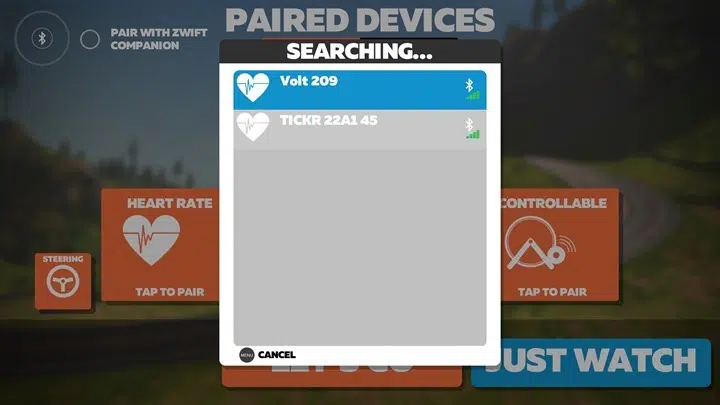 PAIRED DEVICES
PAIR WITH ZWIFT
COMPANION
SEARCHING...
Volt 209
TICKR 22A1 45
HEART RATE
TAP TO PAIR
STEERING
CONTROLLABLE
TAP TO PAIR
MENU CANCEL
JUST WATCH